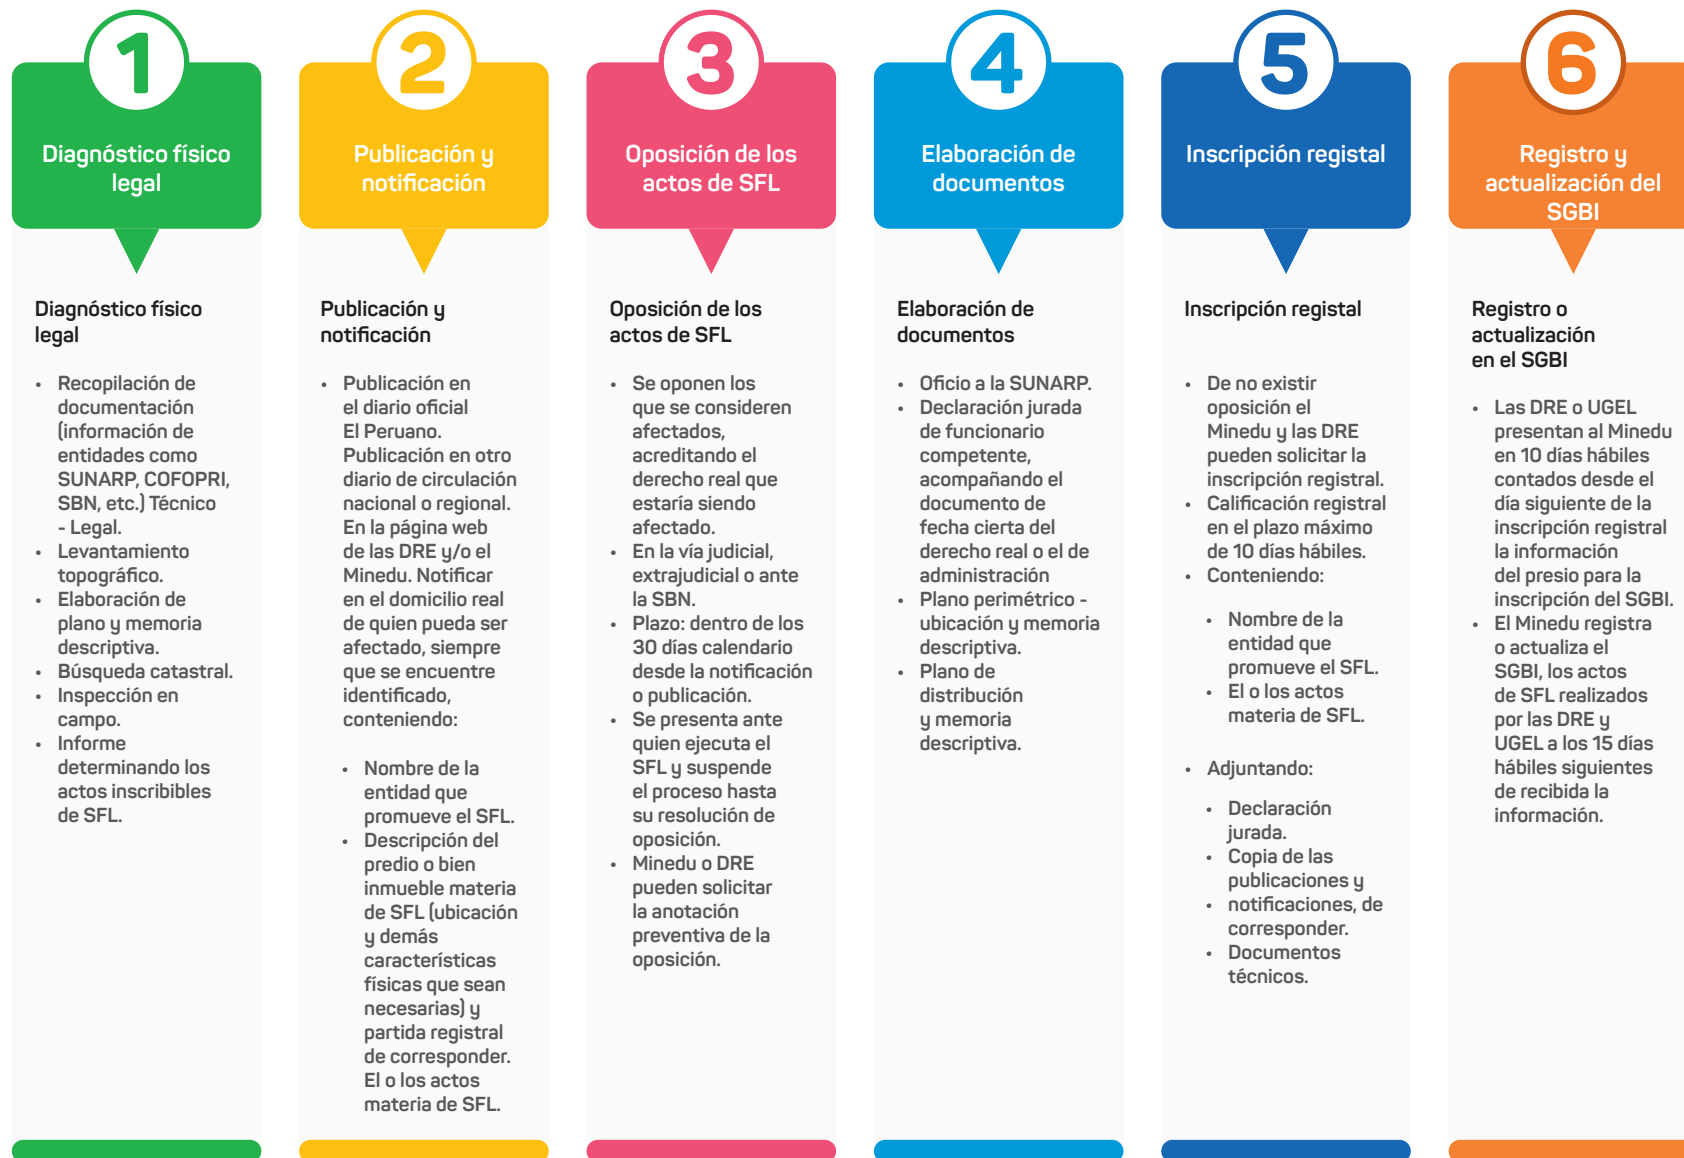 1
Diagnóstico físico
legal
Diagnóstico físico
legal
• Recopilación de
documentación
(información de
entidades como
SUNARP, COFOPRI,
SBN, etc.) Técnico
- Legal.
• Levantamiento
topográfico.
• Elaboración de
plano y memoria
descriptiva.
• Búsqueda catastral.
• Inspección en
campo.
• Informe
determinando los
actos inscribibles
de SFL.
2
Publicación y
notificación
Publicación y
notificación
• Publicación en
el diario oficial
El Peruano.
Publicación en otro
diario de circulación
nacional o regional.
En la página web
de las DRE y/o el
Minedu. Notificar
en el domicilio real
de quien pueda ser
afectado, siempre
que se encuentre
identificado,
conteniendo:
• Nombre de la
entidad que
promueve el SFL.
• Descripción del
predio o bien
inmueble materia
de SFL (ubicación
y demás
características
físicas que sean
necesarias) y
partida registral
de corresponder.
El o los actos
materia de SFL.
3
Oposición de los
actos de SFL
Oposición de los
actos de SFL
• Se oponen los
que se consideren
afectados,
acreditando el
derecho real que
estaría siendo
afectado.
• En la vía judicial,
extrajudicial o ante
la SBN.
• Plazo: dentro de los
30 días calendario
desde la notificación
o publicación.
• Se presenta ante
quien ejecuta el
SFL y suspende
el proceso hasta
su resolución de
oposición.
• Minedu o DRE
pueden solicitar
la anotación
preventiva de la
oposición.
4
Elaboración de
documentos
Elaboración de
documentos
• Oficio a la SUNARP.
• Declaración jurada
de funcionario
competente,
acompañando el
documento de
fecha cierta del
derecho real o el de
administración
• Plano perimétrico -
ubicación y memoria
descriptiva.
• Plano de
distribución
y memoria
descriptiva.
5
Inscripción registal
Inscripción registal
• De no existir
oposición el
Minedu y las DRE
pueden solicitar la
inscripción registral.
• Calificación registral
en el plazo máximo
de 10 días hábiles.
• Conteniendo:
• Nombre de la
entidad que
promueve el SFL.
• El o los actos
materia de SFL.
• Adjuntando:
• Declaración
jurada.
• Copia de las
publicaciones y
• notificaciones, de
corresponder.
• Documentos
técnicos.
6
Registro y
actualización del
SGBI
Registro o
actualización
en el SGBI
• Las DRE o UGEL
presentan al Minedu
en 10 días hábiles
contados desde el
día siguiente de la
inscripción registral
la información
del presio para la
inscripción del SGBI.
• El Minedu registra
o actualiza el
SGBI, los actos
de SFL realizados
por las DRE y
UGEL a los 15 días
hábiles siguientes
de recibida la
información.